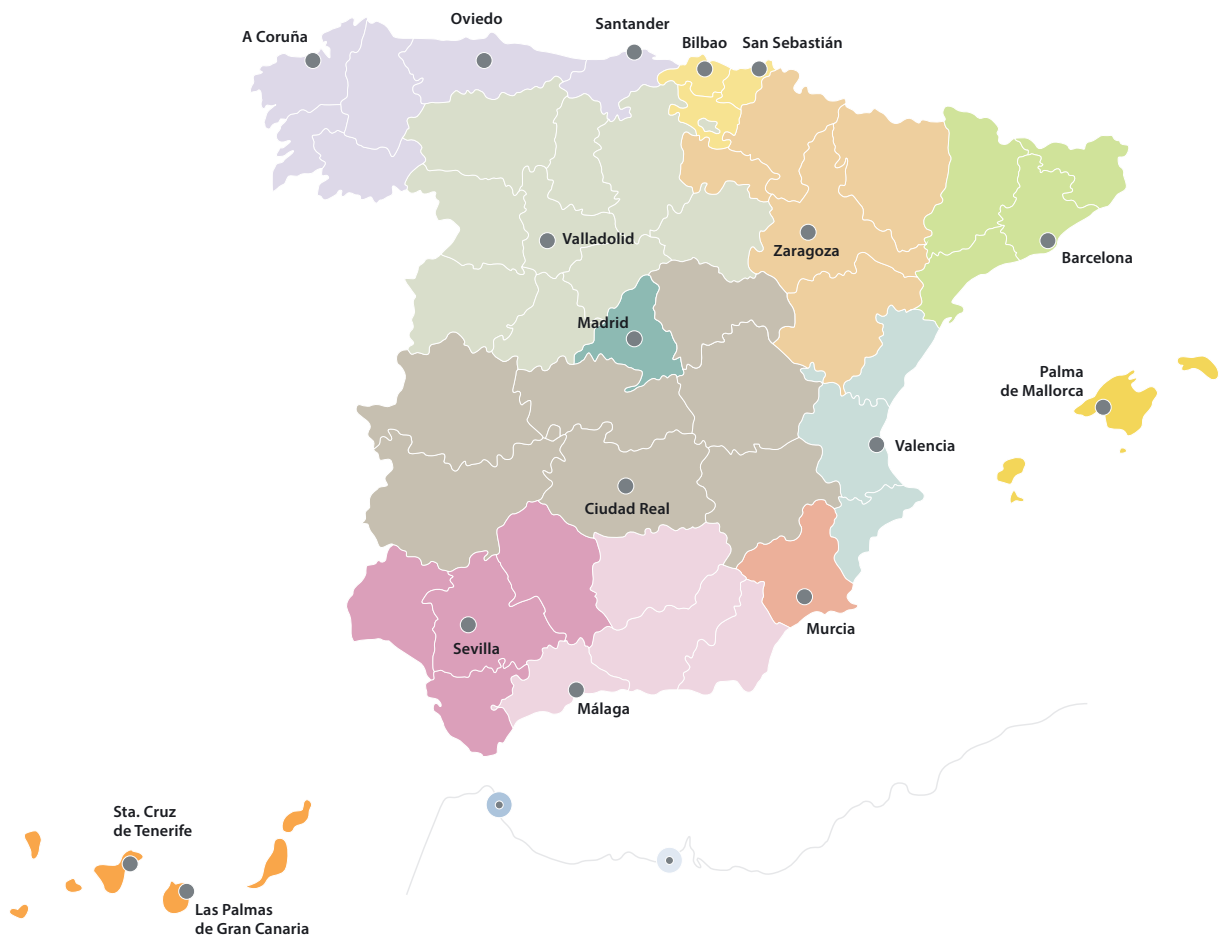 A Coruña
Oviedo
Santander
Bilbao
San Sebastián
Valladolid
Zaragoza
Barcelona
Madrid
Palma
de Mallorca
Valencia
Ciudad Real
Murcia
Sevilla
Málaga
Sta. Cruz
de Tenerife
Las Palmas
de Gran Canaria